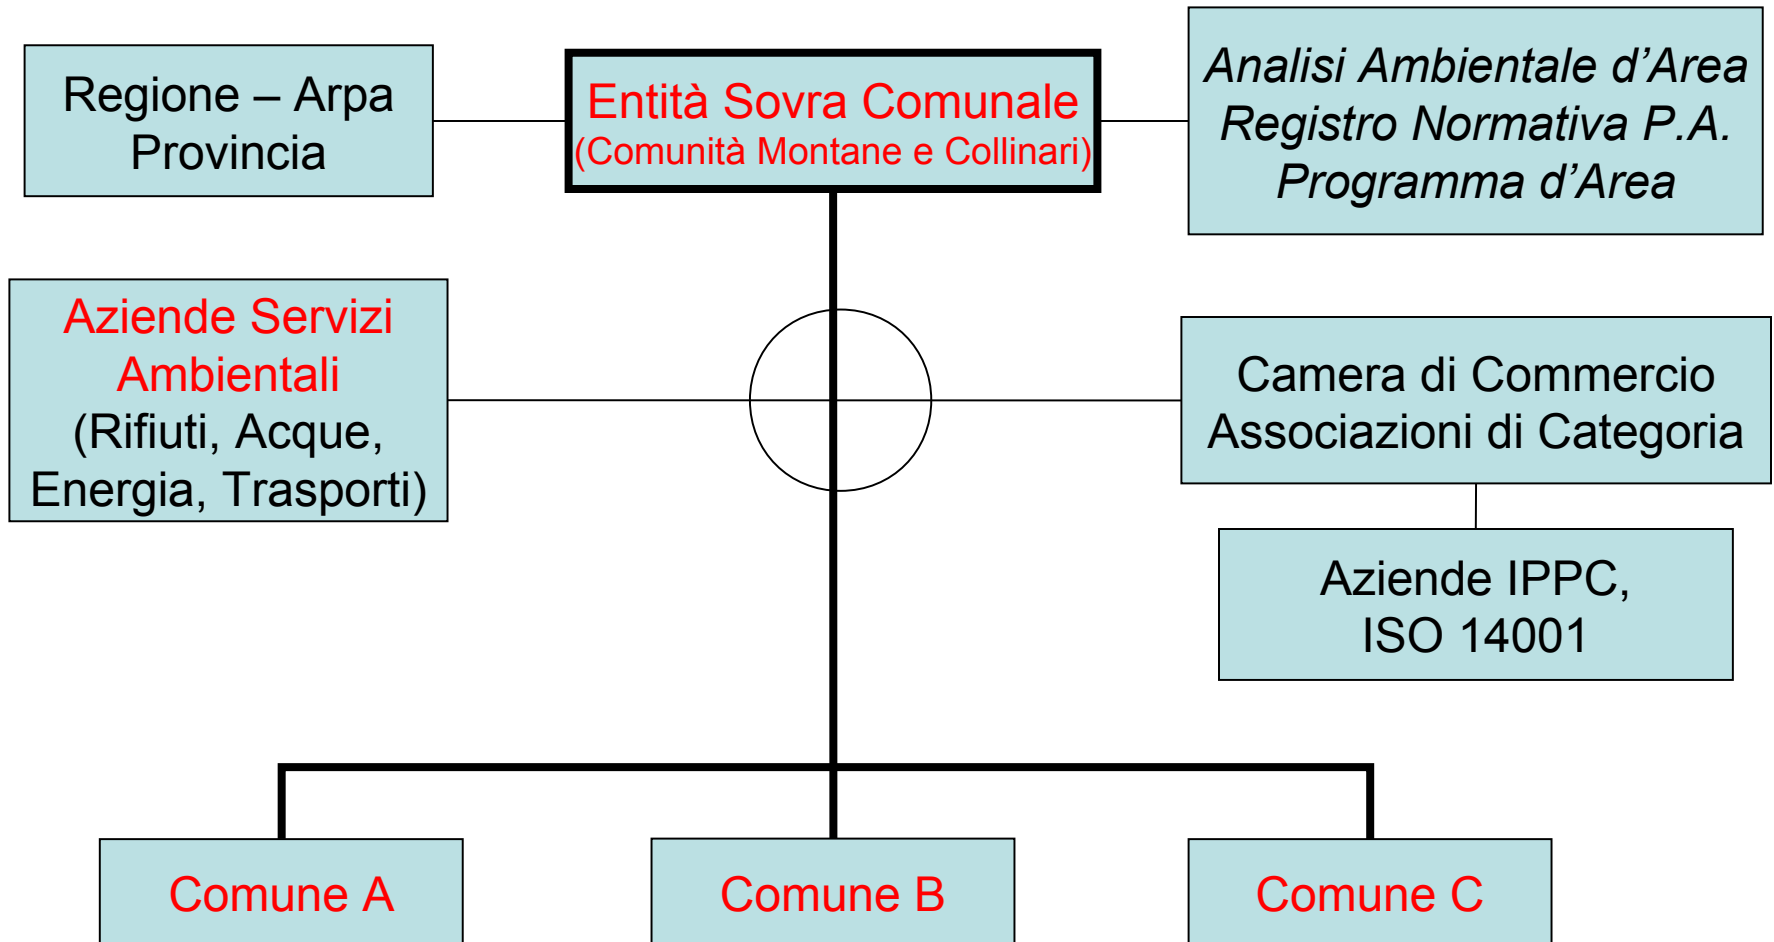 Regione – Arpa
Provincia
Entità Sovra Comunale
(Comunità Montane e Collinari)
Analisi Ambientale d’Area
Registro Normativa P.A.
Programma d’Area
Aziende Servizi
Ambientali
(Rifiuti, Acque,
Energia, Trasporti)
Camera di Commercio
Associazioni di Categoria
Aziende IPPC,
ISO 14001
Comune A
Comune B
Comune C